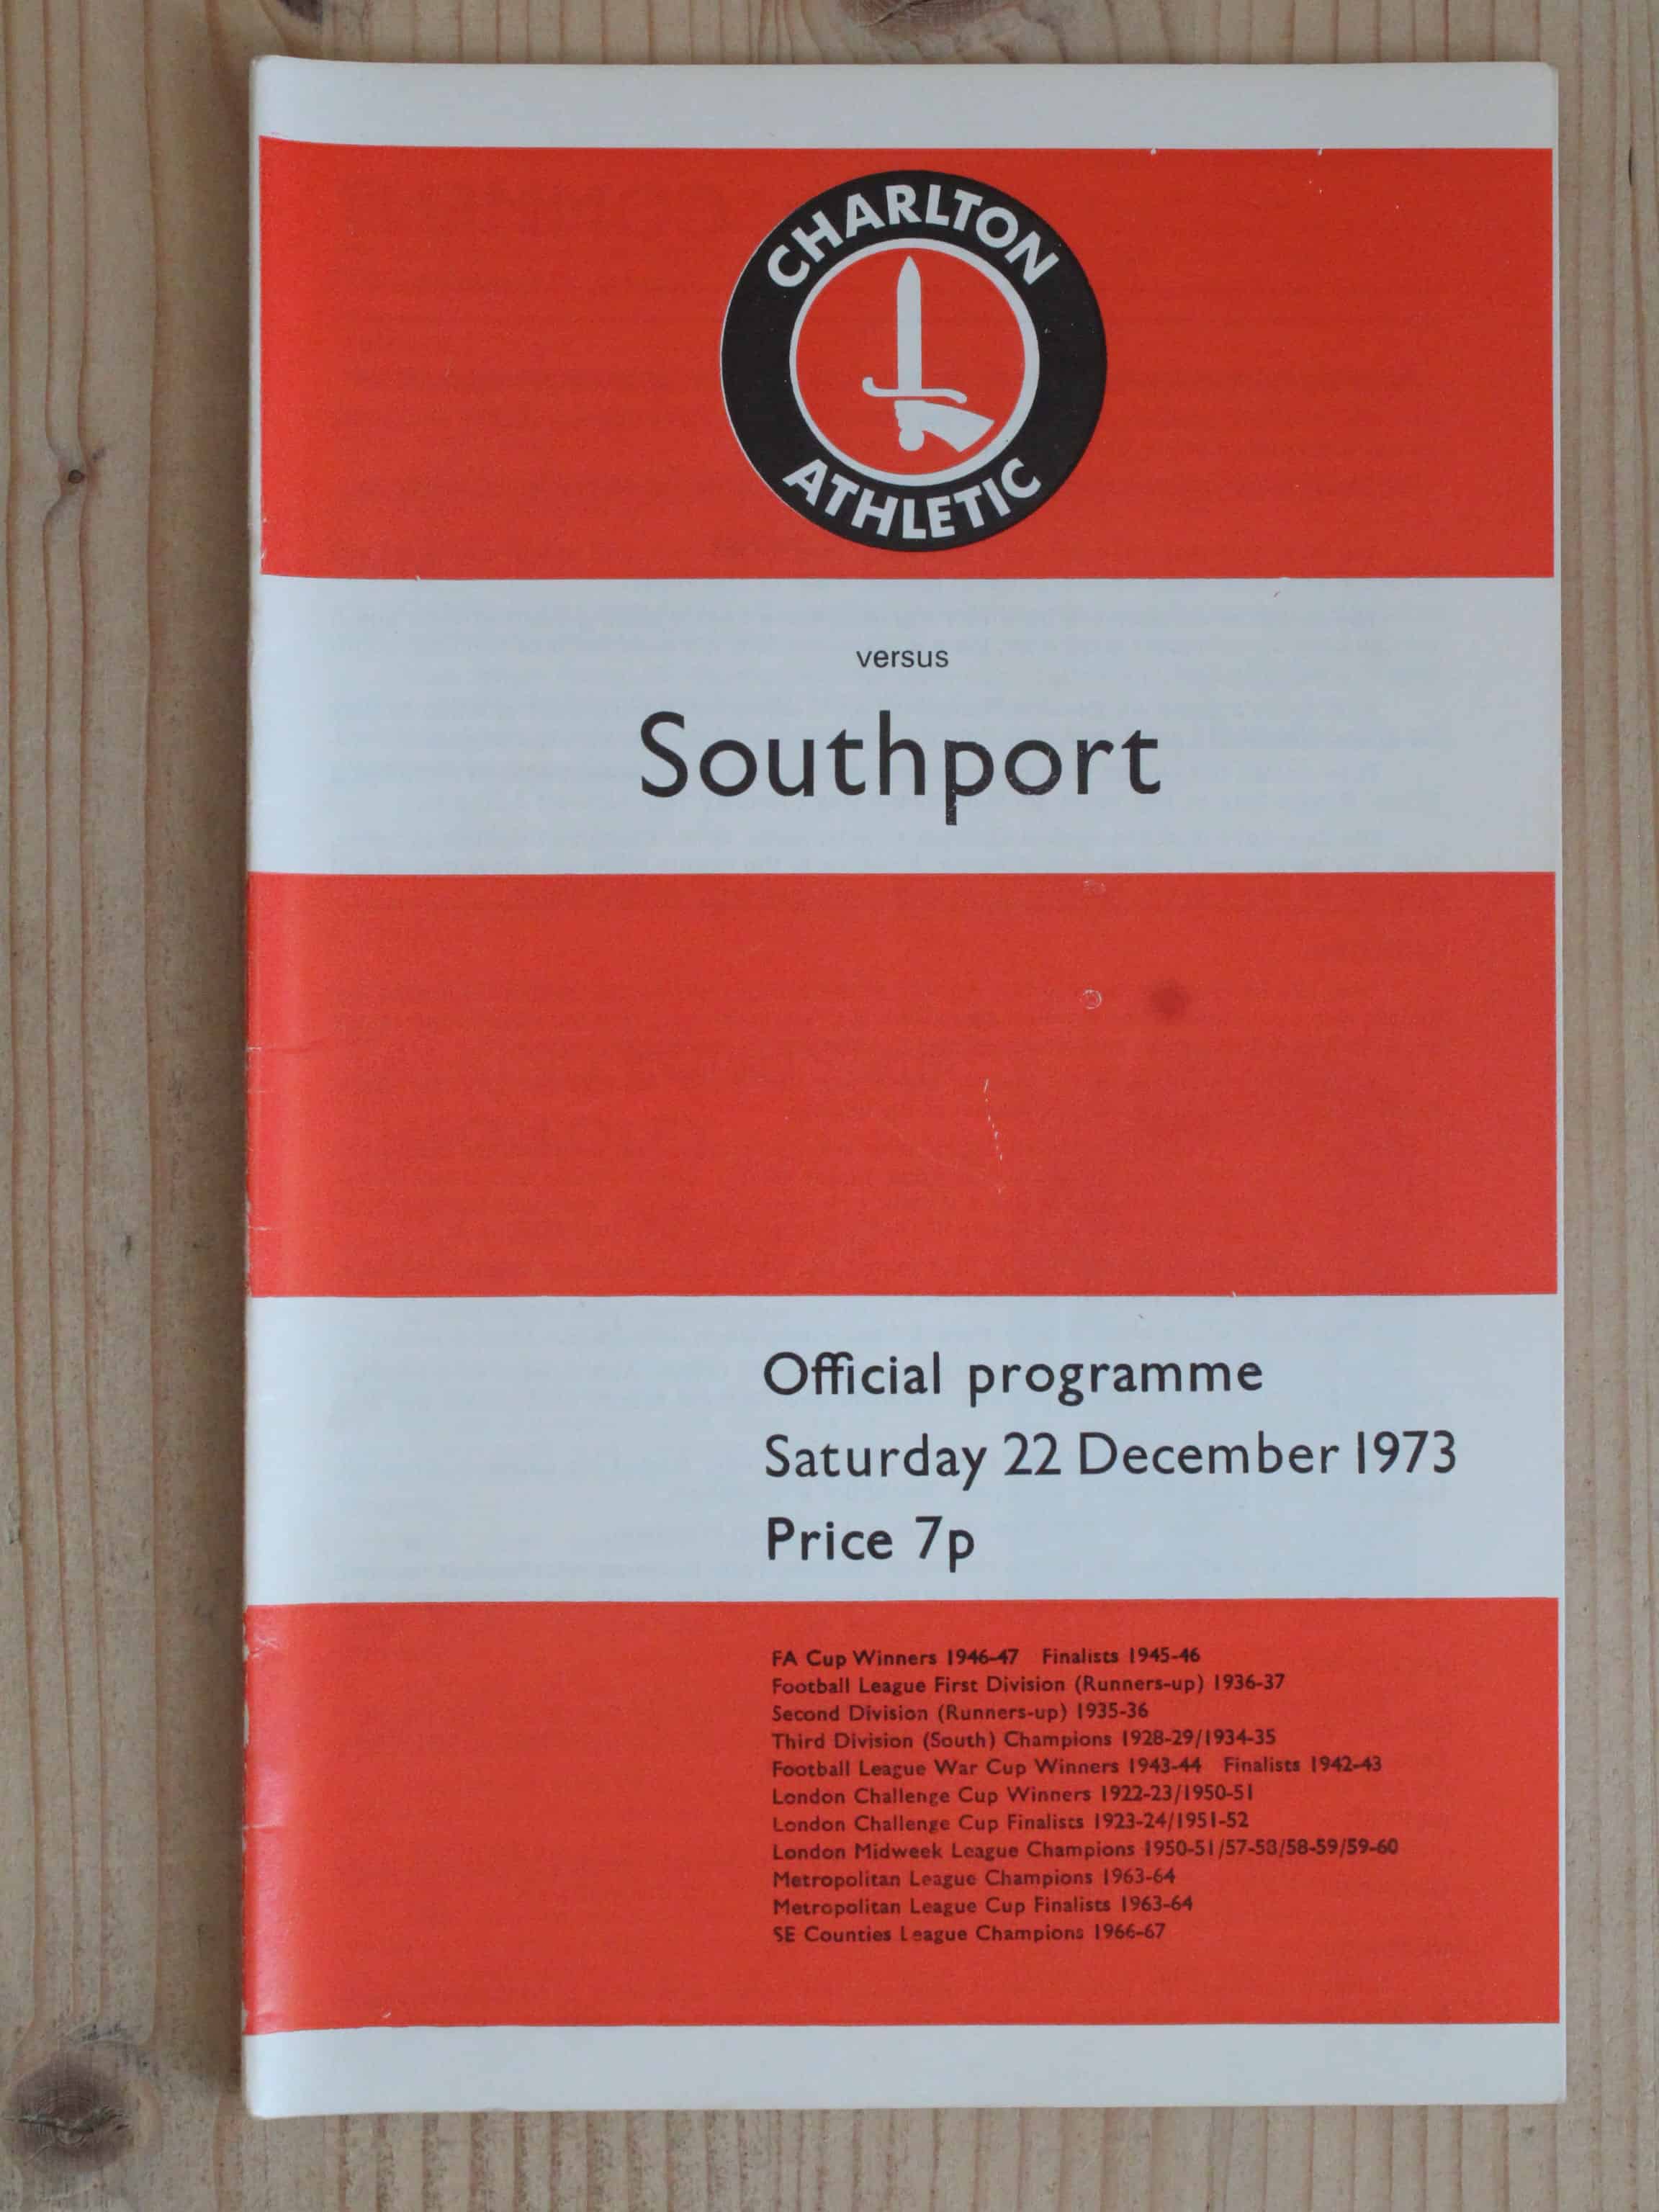 CHARLTON
ATHLETIC
versus
Southport
Official programme
Saturday 22 December 1973
Price 7p
FA Cup Winners 1946-47 Finalists 1945-46
Football League First Division (Runners-up) 1936-37
Second Division (Runners-up) 1935-36
Third Division (South) Champions 1928-29/1934-35
Football League War Cup Winners 1943-44 Finalists 1942-43
London Challenge Cup Winners 1922-23/1950-51
London Challenge Cup Finalists 1923-24/1951-52
London Midweek League Champions 1950-51/57-58/58-59/59-60
Metropolitan League Champions 1963-64
Metropolitan League Cup Finalists 1963-64
SE Counties League Champions 1966-67